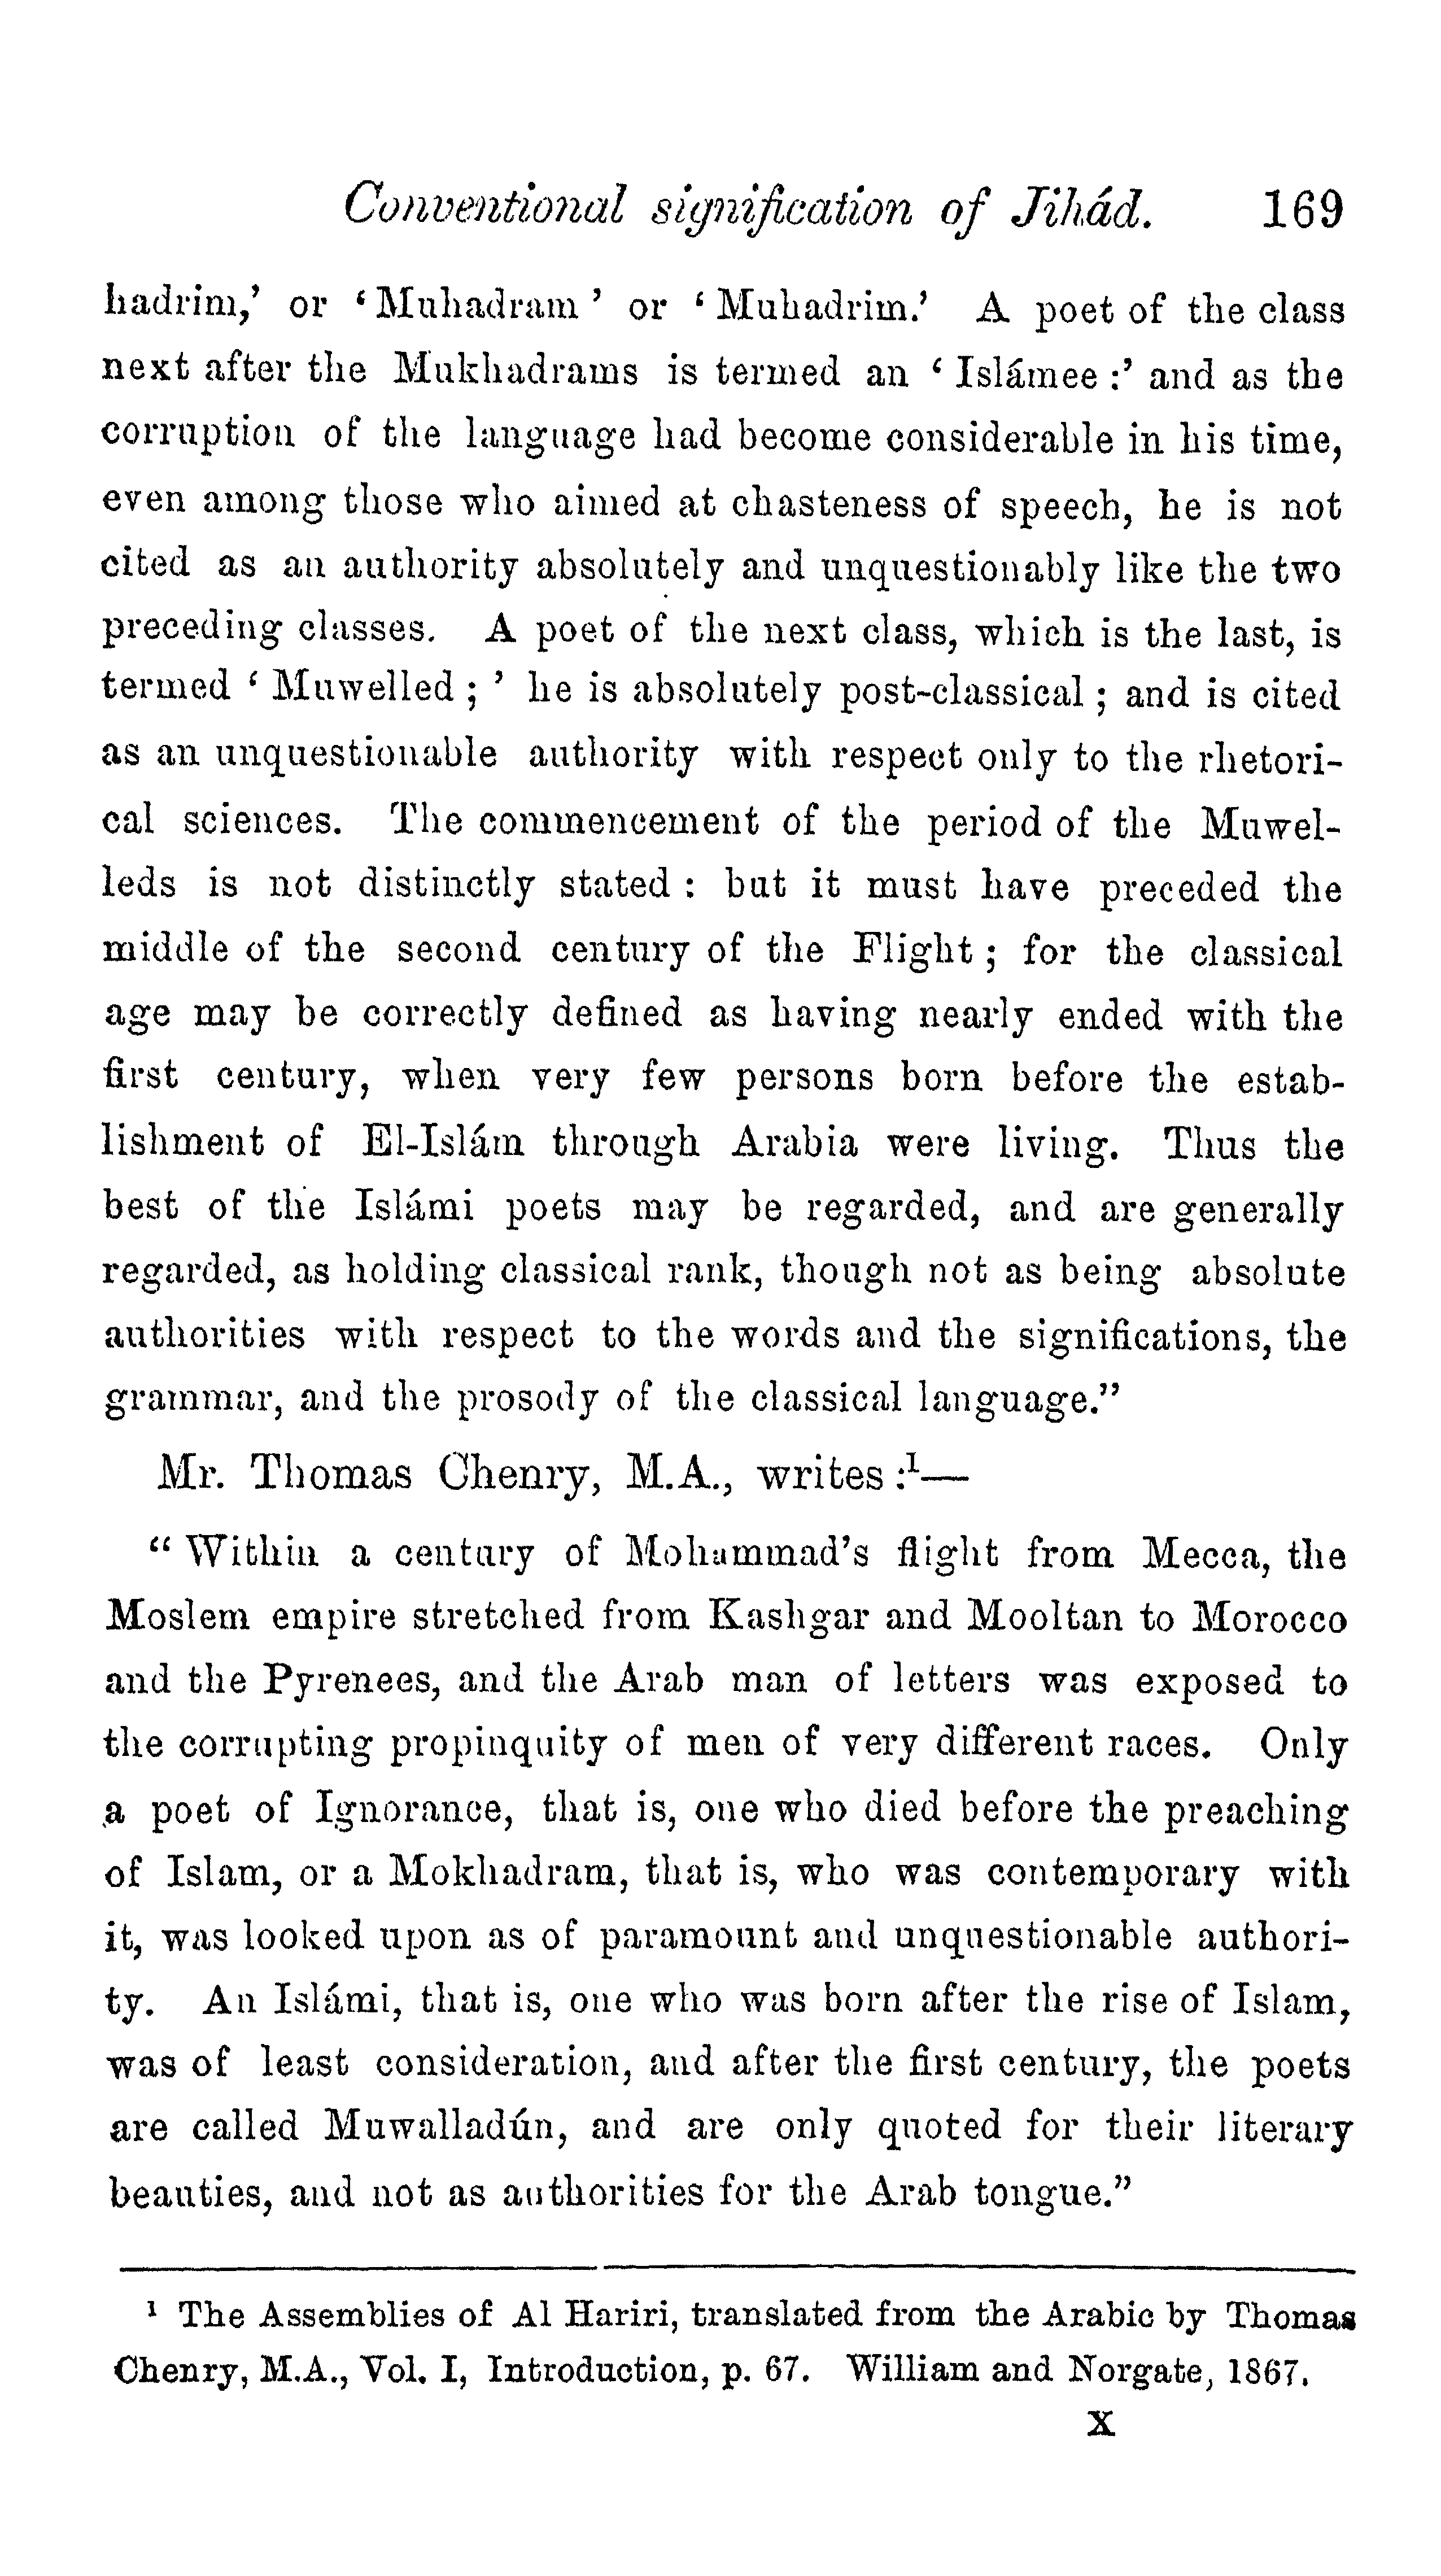 Conventional signification of Jihád. 169
hadrim,’ or ‘Muhadram’ or ‘Muhadrim.’ A poet of the class
next after the Mukhadrams is termed an ‘Islámee:’ and as the
corruption of the language had become considerable in his time,
even among those who aimed at chasteness of speech, he is not
cited as an authority absolutely and unquestionably like the two
preceding classes. A poet of the next class, which is the last, is
termed ‘Muwelled;’ he is absolutely post-classical; and is cited
as an unquestionable authority with respect only to the rhetori-
cal sciences. The commencement of the period of the Muwel-
leds is not distinctly stated: but it must have preceded the
middle of the second century of the Flight; for the classical
age may be correctly defined as having nearly ended with the
first century, when very few persons born before the estab-
lishment of El-Islám through Arabia were living. Thus the
best of the Islámi poets may be regarded, and are generally
regarded, as holding classical rank, though not as being absolute
authorities with respect to the words and the significations, the
grammar, and the prosody of the classical language.”
Mr. Thomas Chenry, M.A., writes:¹—
“Within a century of Mohammad’s flight from Mecca, the
Moslem empire stretched from Kashgar and Mooltan to Morocco
and the Pyrenees, and the Arab man of letters was exposed to
the corrupting propinquity of men of very different races. Only
a poet of Ignorance, that is, one who died before the preaching
of Islam, or a Mokhadram, that is, who was contemporary with
it, was looked upon as of paramount and unquestionable authori-
ty. An Islámi, that is, one who was born after the rise of Islam,
was of least consideration, and after the first century, the poets
are called Muwalladún, and are only quoted for their literary
beauties, and not as authorities for the Arab tongue.”
¹ The Assemblies of Al Hariri, translated from the Arabic by Thomas
Chenry, M.A., Vol. I, Introduction, p. 67. William and Norgate, 1867.
X